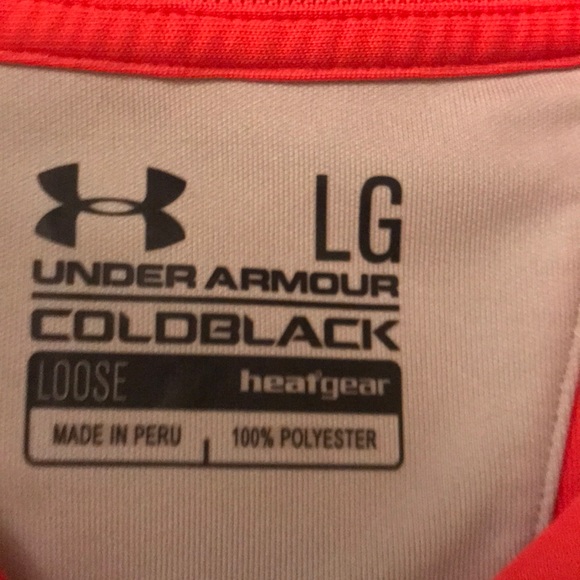 LG
UNDER ARMOUR
COLDBLACK
LOOSE heatgear
MADE IN PERU 100% POLYESTER